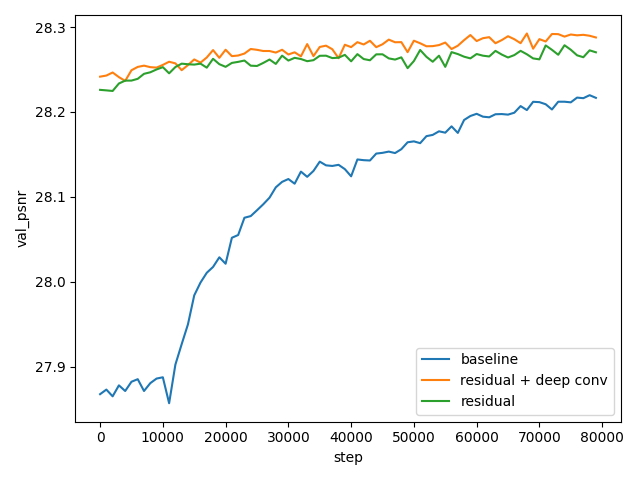 28.3
28.2
28.1
28.0
27.9
val_psnr
0 10000 20000 30000 40000 50000 60000 70000 80000
step
baseline
residual + deep conv
residual